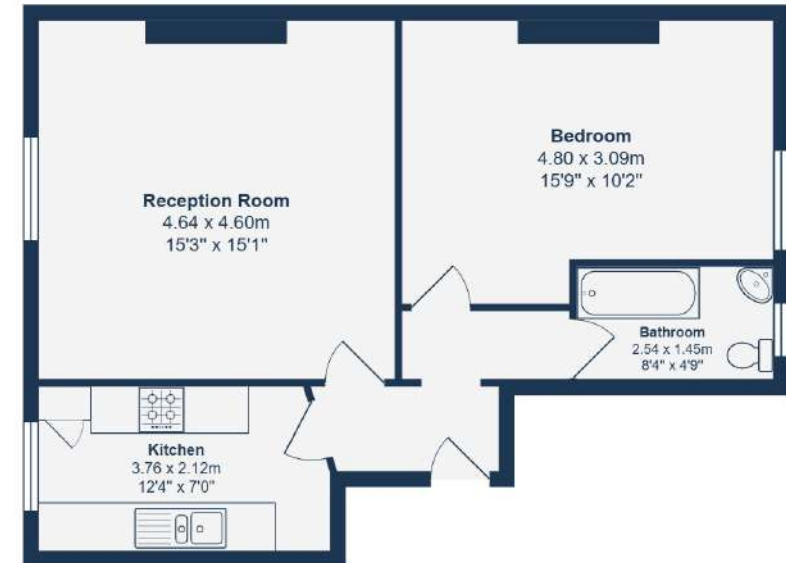 Reception Room
4.64 x 4.60m
15'3" x 15'1"
Bedroom
4.80 x 3.09m
15'9" x 10'2"
Bathroom
2.54 x 1.45m
8'4" x 4'9"
Kitchen
3.76 x 2.12m
12'4" x 7'0"